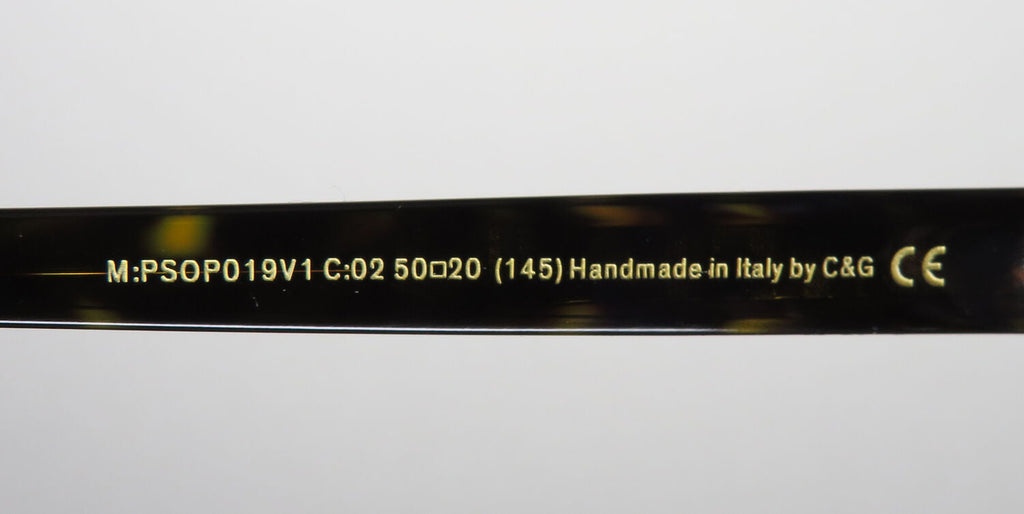 M:PSOP019V1 C:02 50□20 (145) Handmade in Italy by C&G CE